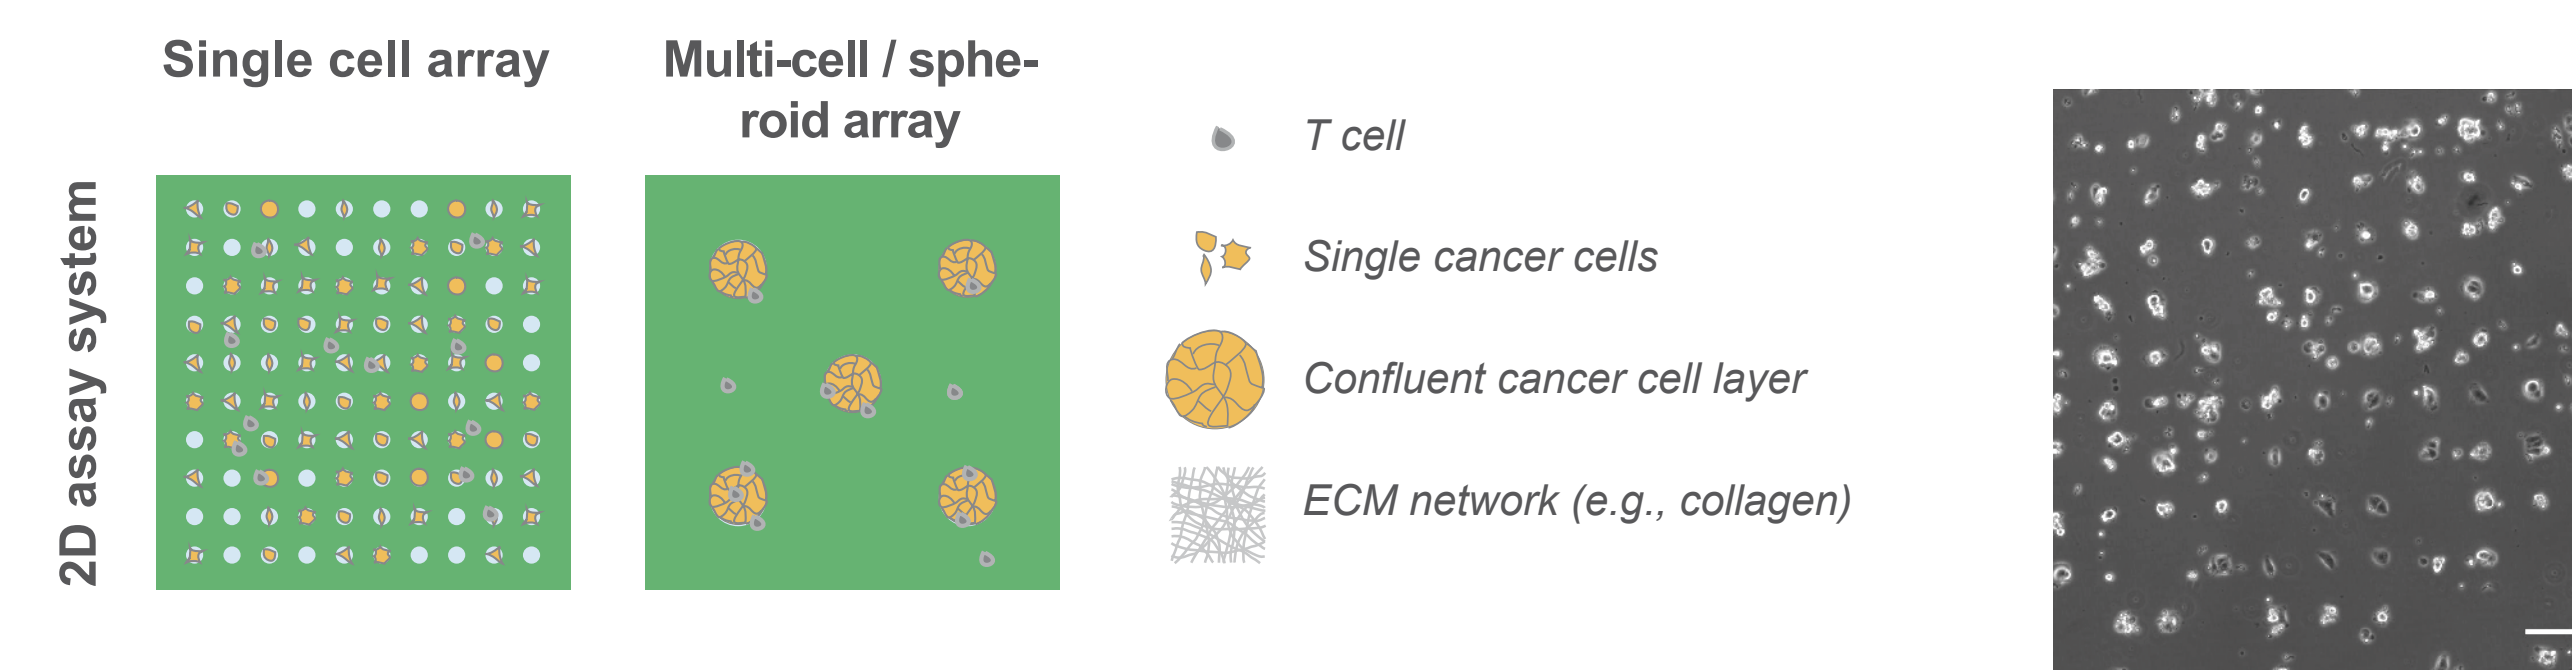 Single cell array
Multi-cell / sphe-
roid array
2D assay system
T cell
Single cancer cells
Confluent cancer cell layer
ECM network (e.g., collagen)